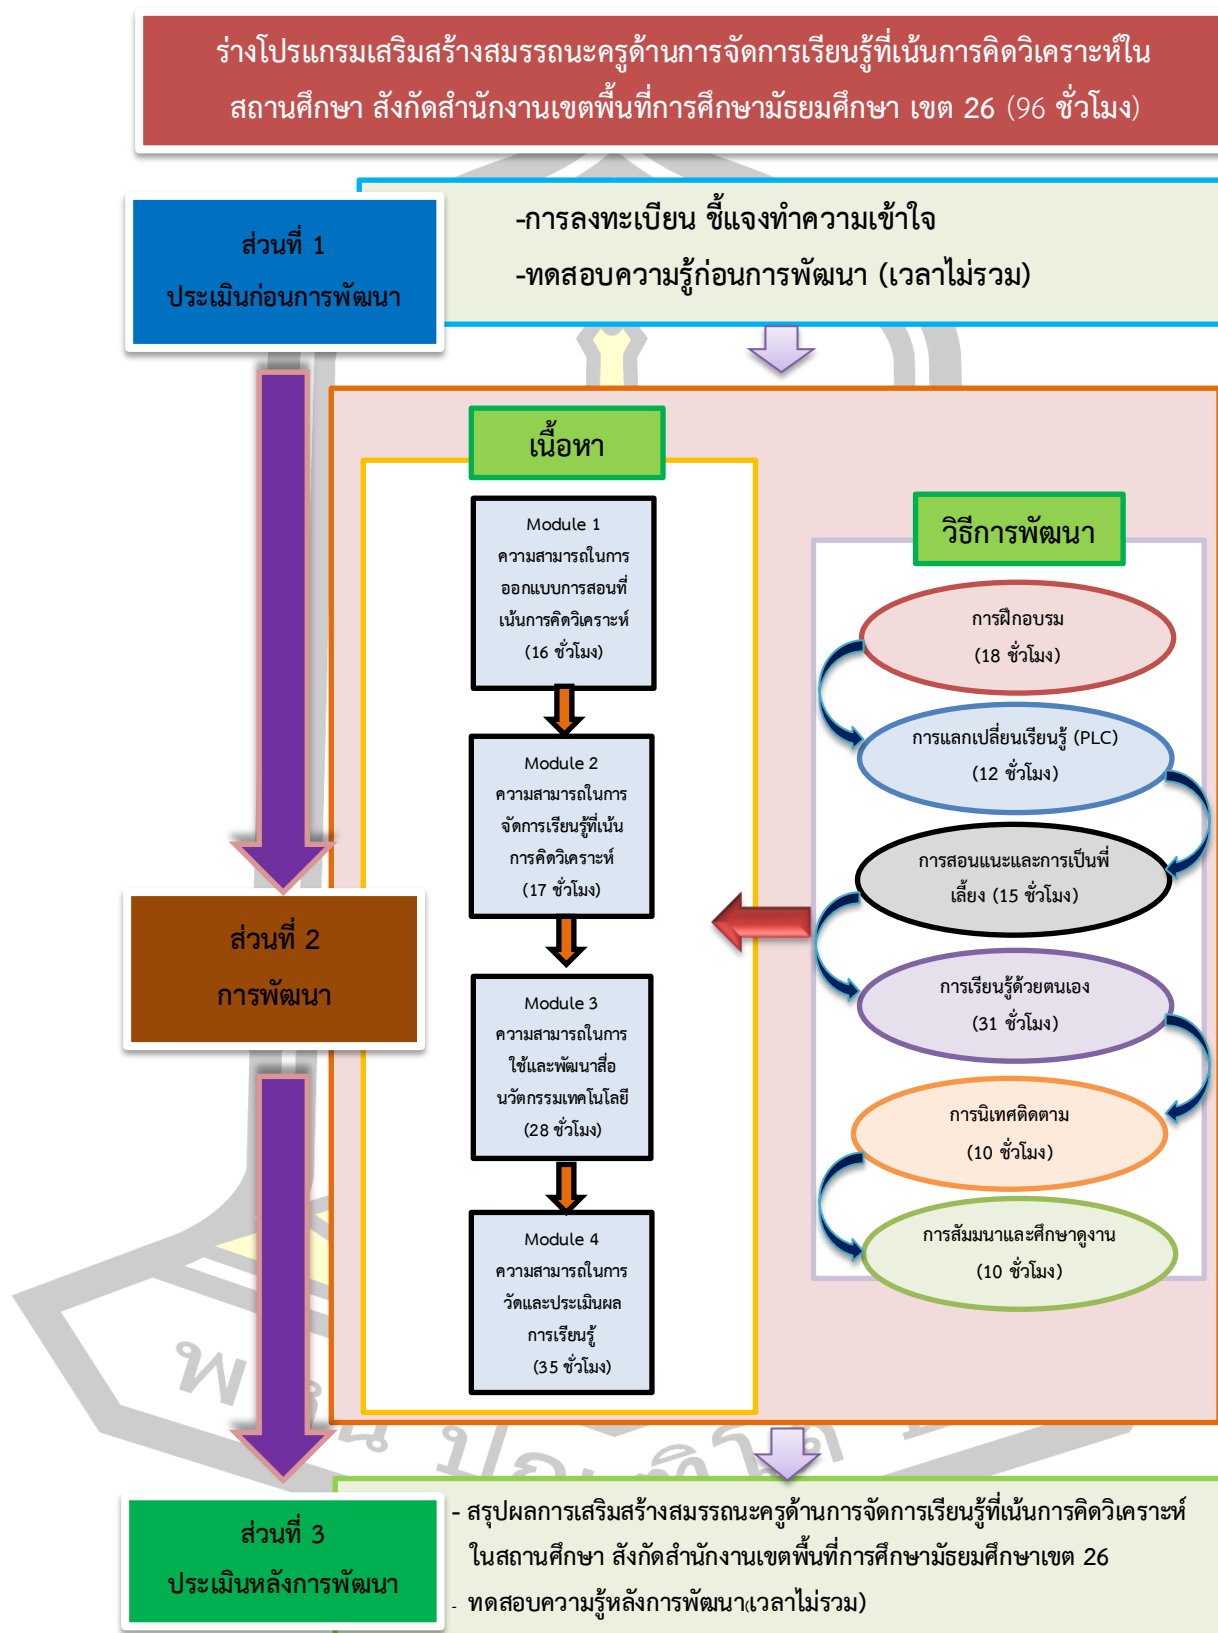 ร่างโปรแกรมเสริมสร้างสมรรถนะครูด้านการจัดการเรียนรู้ที่เน้นการคิดวิเคราะห์ใน
สถานศึกษา สังกัดสำนักงานเขตพื้นที่การศึกษามัธยมศึกษา เขต 26 (96 ชั่วโมง)
ส่วนที่ 1
ประเมินก่อนการพัฒนา
-การลงทะเบียน ชี้แจงทำความเข้าใจ
-ทดสอบความรู้ก่อนการพัฒนา (เวลาไม่รวม)
ส่วนที่ 2
การพัฒนา
เนื้อหา
Module 1
ความสามารถในการ
ออกแบบการสอนที่
เน้นการคิดวิเคราะห์
(16 ชั่วโมง)
Module 2
ความสามารถในการ
จัดการเรียนรู้ที่เน้น
การคิดวิเคราะห์
(17 ชั่วโมง)
Module 3
ความสามารถในการ
ใช้และพัฒนาสื่อ
นวัตกรรมเทคโนโลยี
(28 ชั่วโมง)
Module 4
ความสามารถในการ
วัดและประเมินผล
การเรียนรู้
(35 ชั่วโมง)
วิธีการพัฒนา
การฝึกอบรม
(18 ชั่วโมง)
การแลกเปลี่ยนเรียนรู้ (PLC)
(12 ชั่วโมง)
การสอนแนะและการเป็นพี่
เลี้ยง (15 ชั่วโมง)
การเรียนรู้ด้วยตนเอง
(31 ชั่วโมง)
การนิเทศติดตาม
(10 ชั่วโมง)
การสัมมนาและศึกษาดูงาน
(10 ชั่วโมง)
ส่วนที่ 3
ประเมินหลังการพัฒนา
- สรุปผลการเสริมสร้างสมรรถนะครูด้านการจัดการเรียนรู้ที่เน้นการคิดวิเคราะห์
ในสถานศึกษา สังกัดสำนักงานเขตพื้นที่การศึกษามัธยมศึกษาเขต 26
- ทดสอบความรู้หลังการพัฒนา(เวลาไม่รวม)